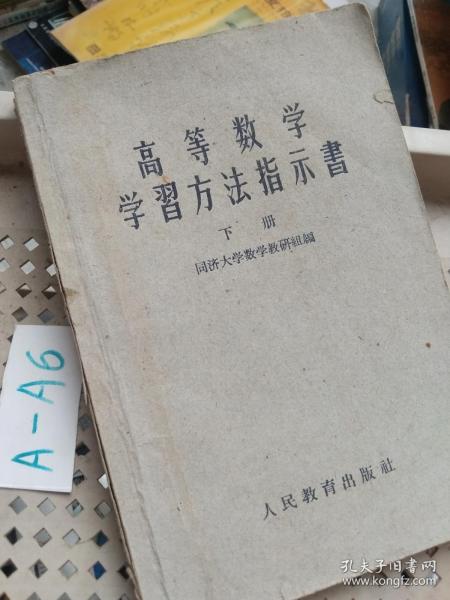 高等数学
学習方法指示書
下册
同济大学数学教研組編
人民教育出版社
A-A6
孔夫子旧书网
www.kongfz.com